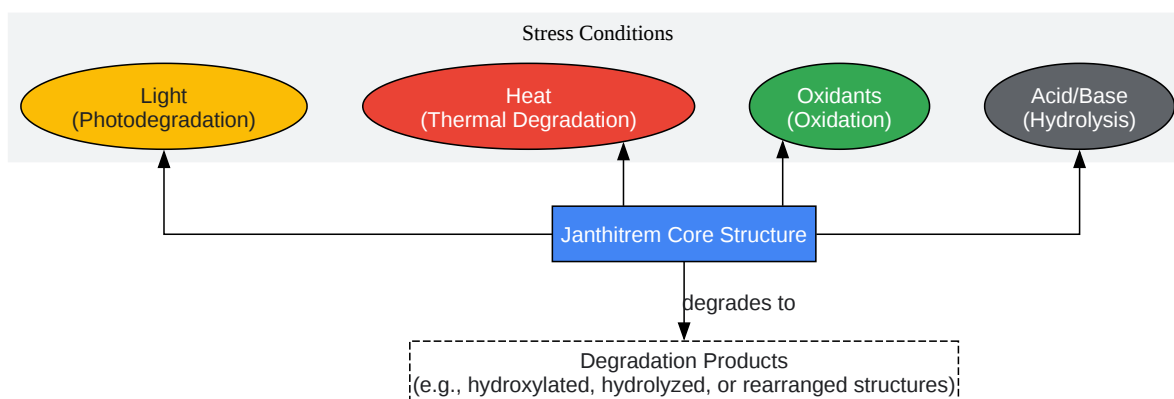 Stress Conditions
Light
(Photodegradation)
Heat
(Thermal Degradation)
Oxidants
(Oxidation)
Acid/Base
(Hydrolysis)
Janthitrem Core Structure
degrades to
Degradation Products
(e.g., hydroxylated, hydrolyzed, or rearranged structures)